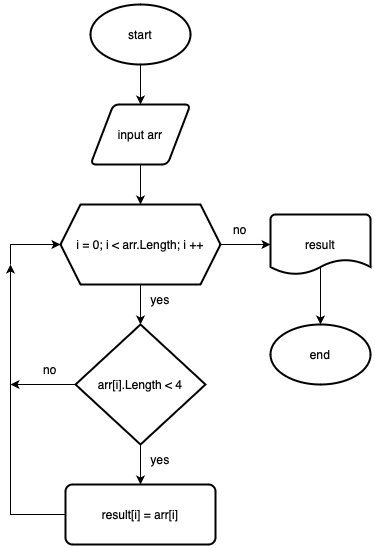 start
input arr
i = 0; i < arr.Length; i ++
no
result
yes
end
no
arr[i].Length < 4
yes
result[i] = arr[i]